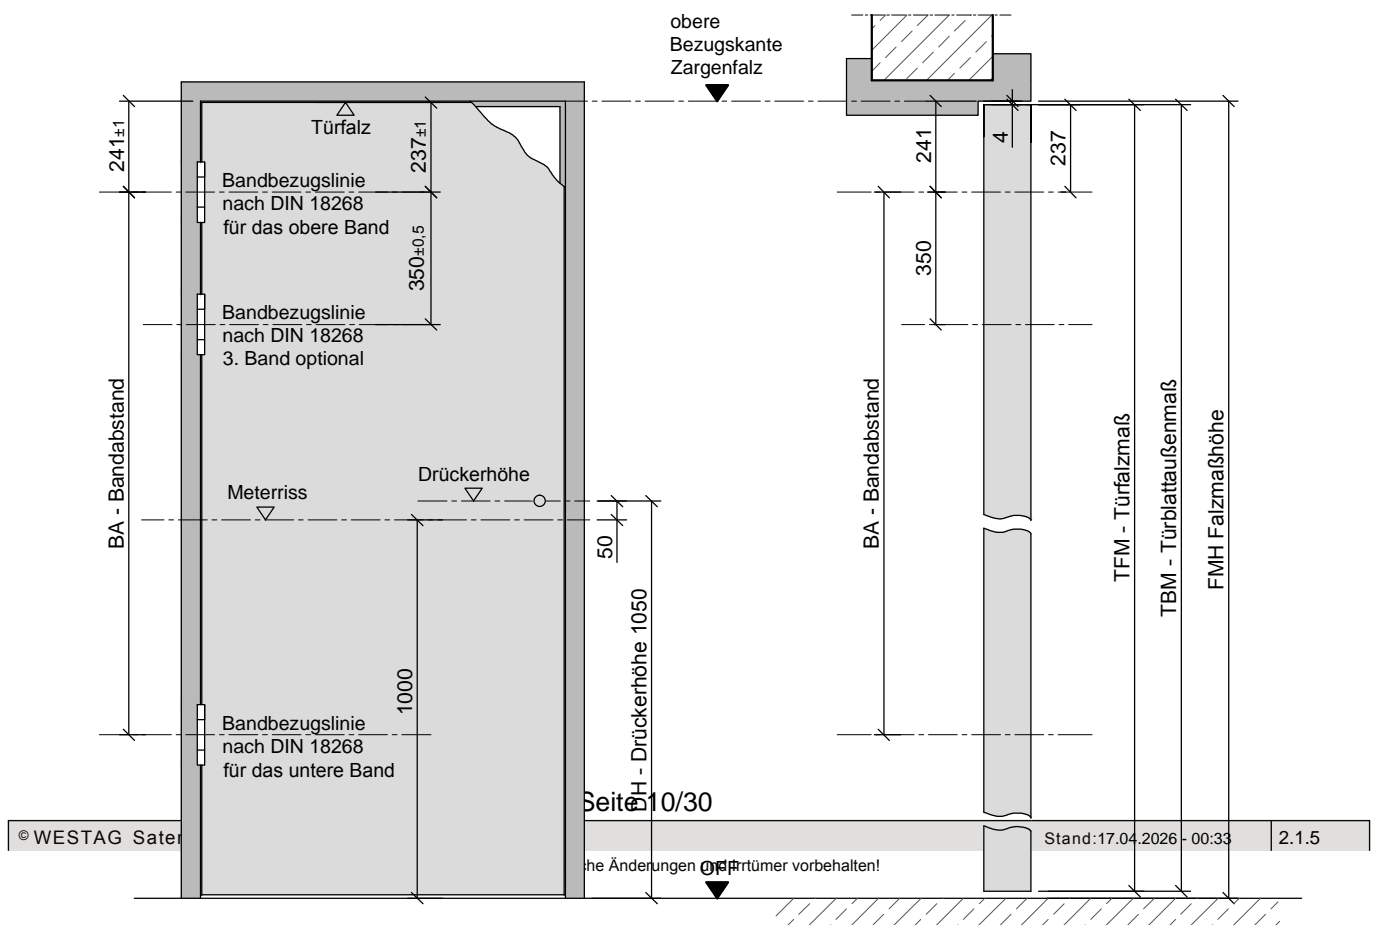 obere
Bezugskante
Zargenfalz
Türfalz
241±1
237±1
Bandbezugslinie
nach DIN 18268
für das obere Band
350±0,5
Bandbezugslinie
nach DIN 18268
3. Band optional
BA - Bandabstand
Meterriss
Drückerhöhe
50
1000
DH - Drückerhöhe 1050
Bandbezugslinie
nach DIN 18268
für das untere Band
241
4
237
350
BA - Bandabstand
TFM - Türfalzmaß
TBM - Türblattaußenmaß
FMH Falzmaßhöhe
Seite 10/30
© WESTAG
Stand:17.04.2026 - 00:33
2.1.5
Änderungen und Irrtümer vorbehalten!
OFF